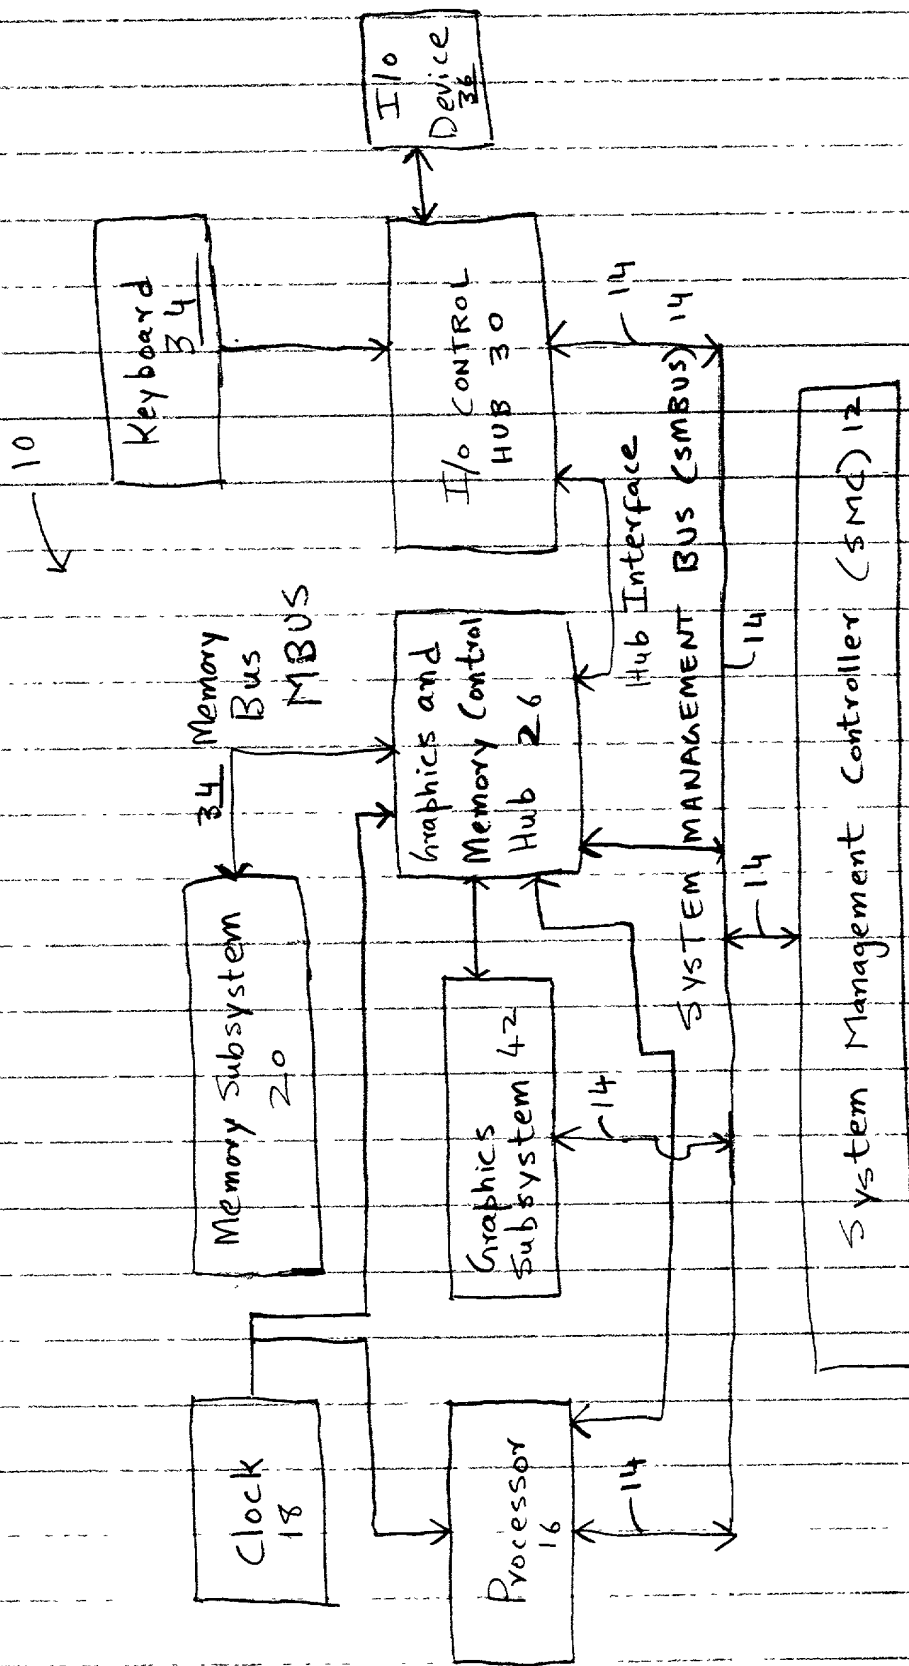 10
Clock
18
Memory Subsystem
20
34
Memory
Bus
MBUS
Keyboard
34
Processor
16
Graphics
Subsystem 42
Graphics and
Memory Control
Hub 26
I/o CONTROL
HUB 30
I/o
Device
36
14
14
14
Hub Interface
SYSTEM MANAGEMENT BUS (SMBUS) 14
14
14
System Management Controller (SMC) 12